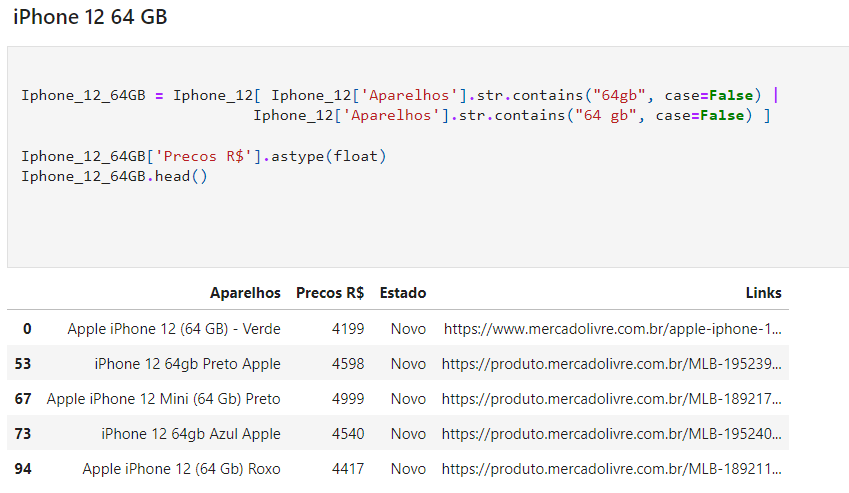 iPhone 12 64 GB
Iphone_12_64GB = Iphone_12[ Iphone_12['Aparelhos'].str.contains("64gb", case=False) |
Iphone_12['Aparelhos'].str.contains("64 gb", case=False) ]
Iphone_12_64GB['Precos R$'].astype(float)
Iphone_12_64GB.head()
Aparelhos Precos R$ Estado Links
0 Apple iPhone 12 (64 GB) - Verde 4199 Novo https://www.mercadolivre.com.br/apple-iphone-1...
53 iPhone 12 64gb Preto Apple 4598 Novo https://produto.mercadolivre.com.br/MLB-195239...
67 Apple iPhone 12 Mini (64 Gb) Preto 4999 Novo https://produto.mercadolivre.com.br/MLB-189217...
73 iPhone 12 64gb Azul Apple 4540 Novo https://produto.mercadolivre.com.br/MLB-195240...
94 Apple iPhone 12 (64 Gb) Roxo 4417 Novo https://produto.mercadolivre.com.br/MLB-189211...